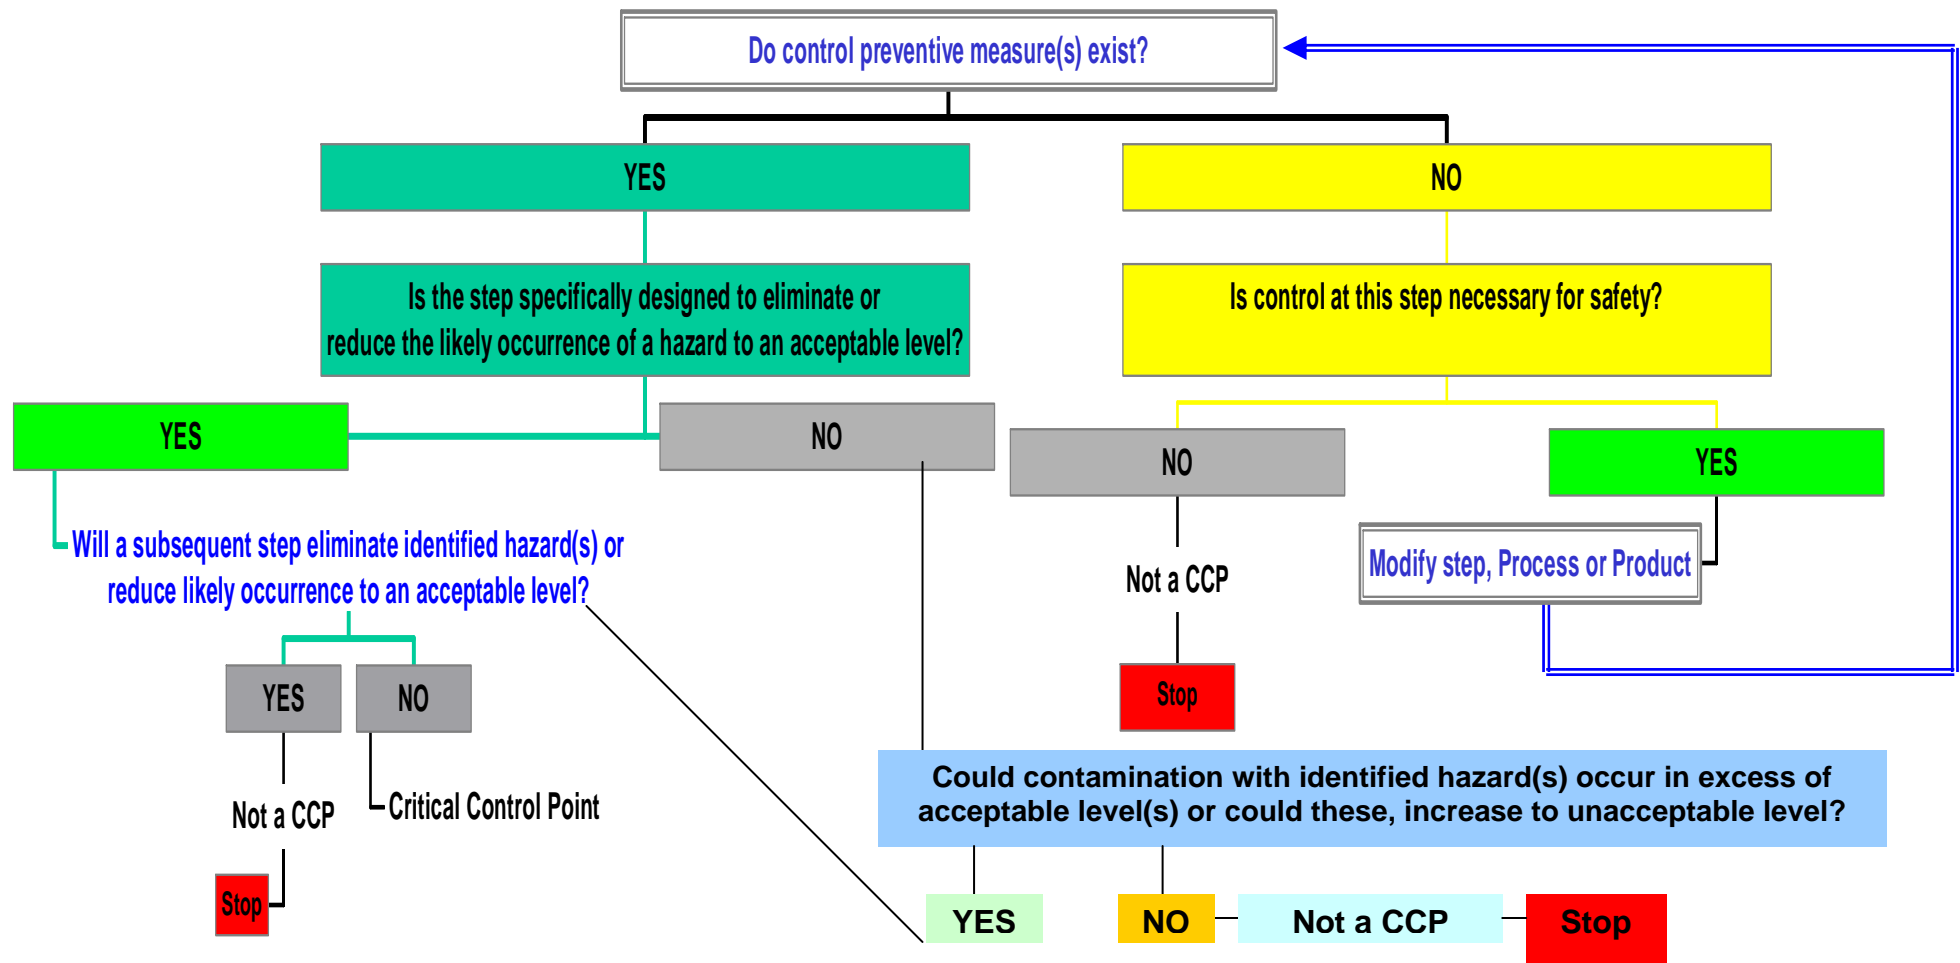 Do control preventive measure(s) exist?
YES
NO
Is the step specifically designed to eliminate or
reduce the likely occurrence of a hazard to an acceptable level?
Is control at this step necessary for safety?
YES
NO
NO
YES
Will a subsequent step eliminate identified hazard(s) or
reduce likely occurrence to an acceptable level?
Not a CCP
Modify step, Process or Product
YES
NO
Stop
Not a CCP
Critical Control Point
Could contamination with identified hazard(s) occur in excess of
acceptable level(s) or could these, increase to unacceptable level?
Stop
YES
NO
Not a CCP
Stop